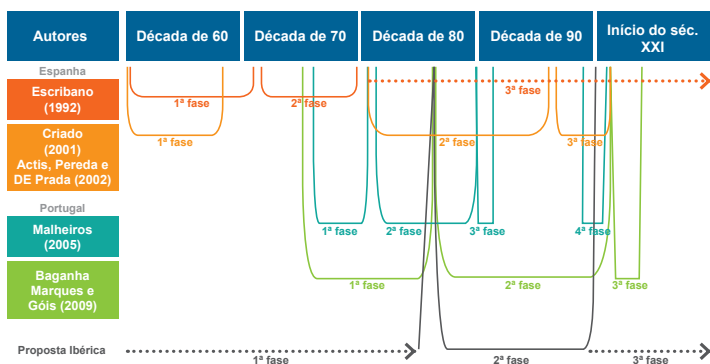 Autores
Década de 60
Década de 70
Década de 80
Década de 90
Início do séc.
XXI
Espanha
Escribano
(1992)
1ª fase
2ª fase
3ª fase
Criado
(2001)
Actis, Pereda e
DE Prada (2002)
1ª fase
2ª fase
3ª fase
Portugal
Malheiros
(2005)
1ª fase
2ª fase
3ª fase
4ª fase
Baganha
Marques e
Góis (2009)
1ª fase
2ª fase
3ª fase
Proposta Ibérica
1ª fase
2ª fase
3ª fase